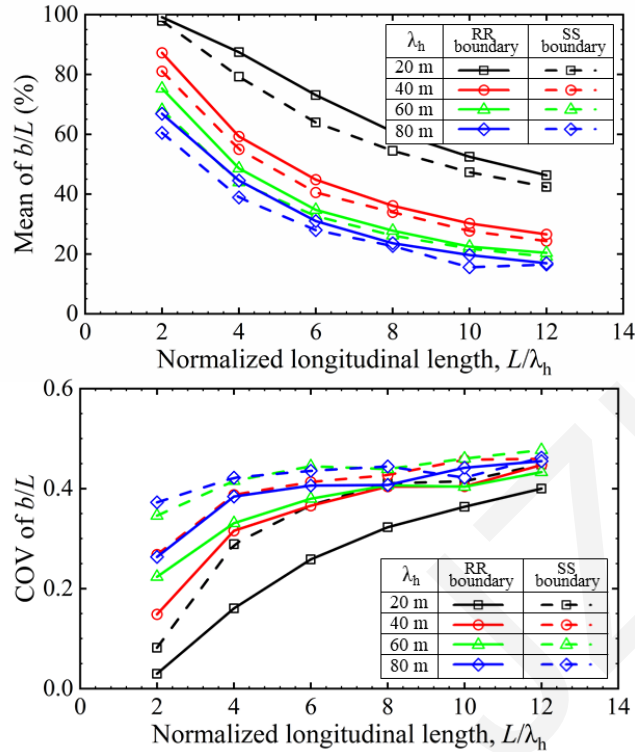 100
80
60
40
20
0
Mean of b/L (%)
λh RR boundary SS boundary
20 m
40 m
60 m
80 m
0 2 4 6 8 10 12 14
Normalized longitudinal length, L/λh
0.6
0.4
0.2
0.0
COV of b/L
λh RR boundary SS boundary
20 m
40 m
60 m
80 m
0 2 4 6 8 10 12 14
Normalized longitudinal length, L/λh